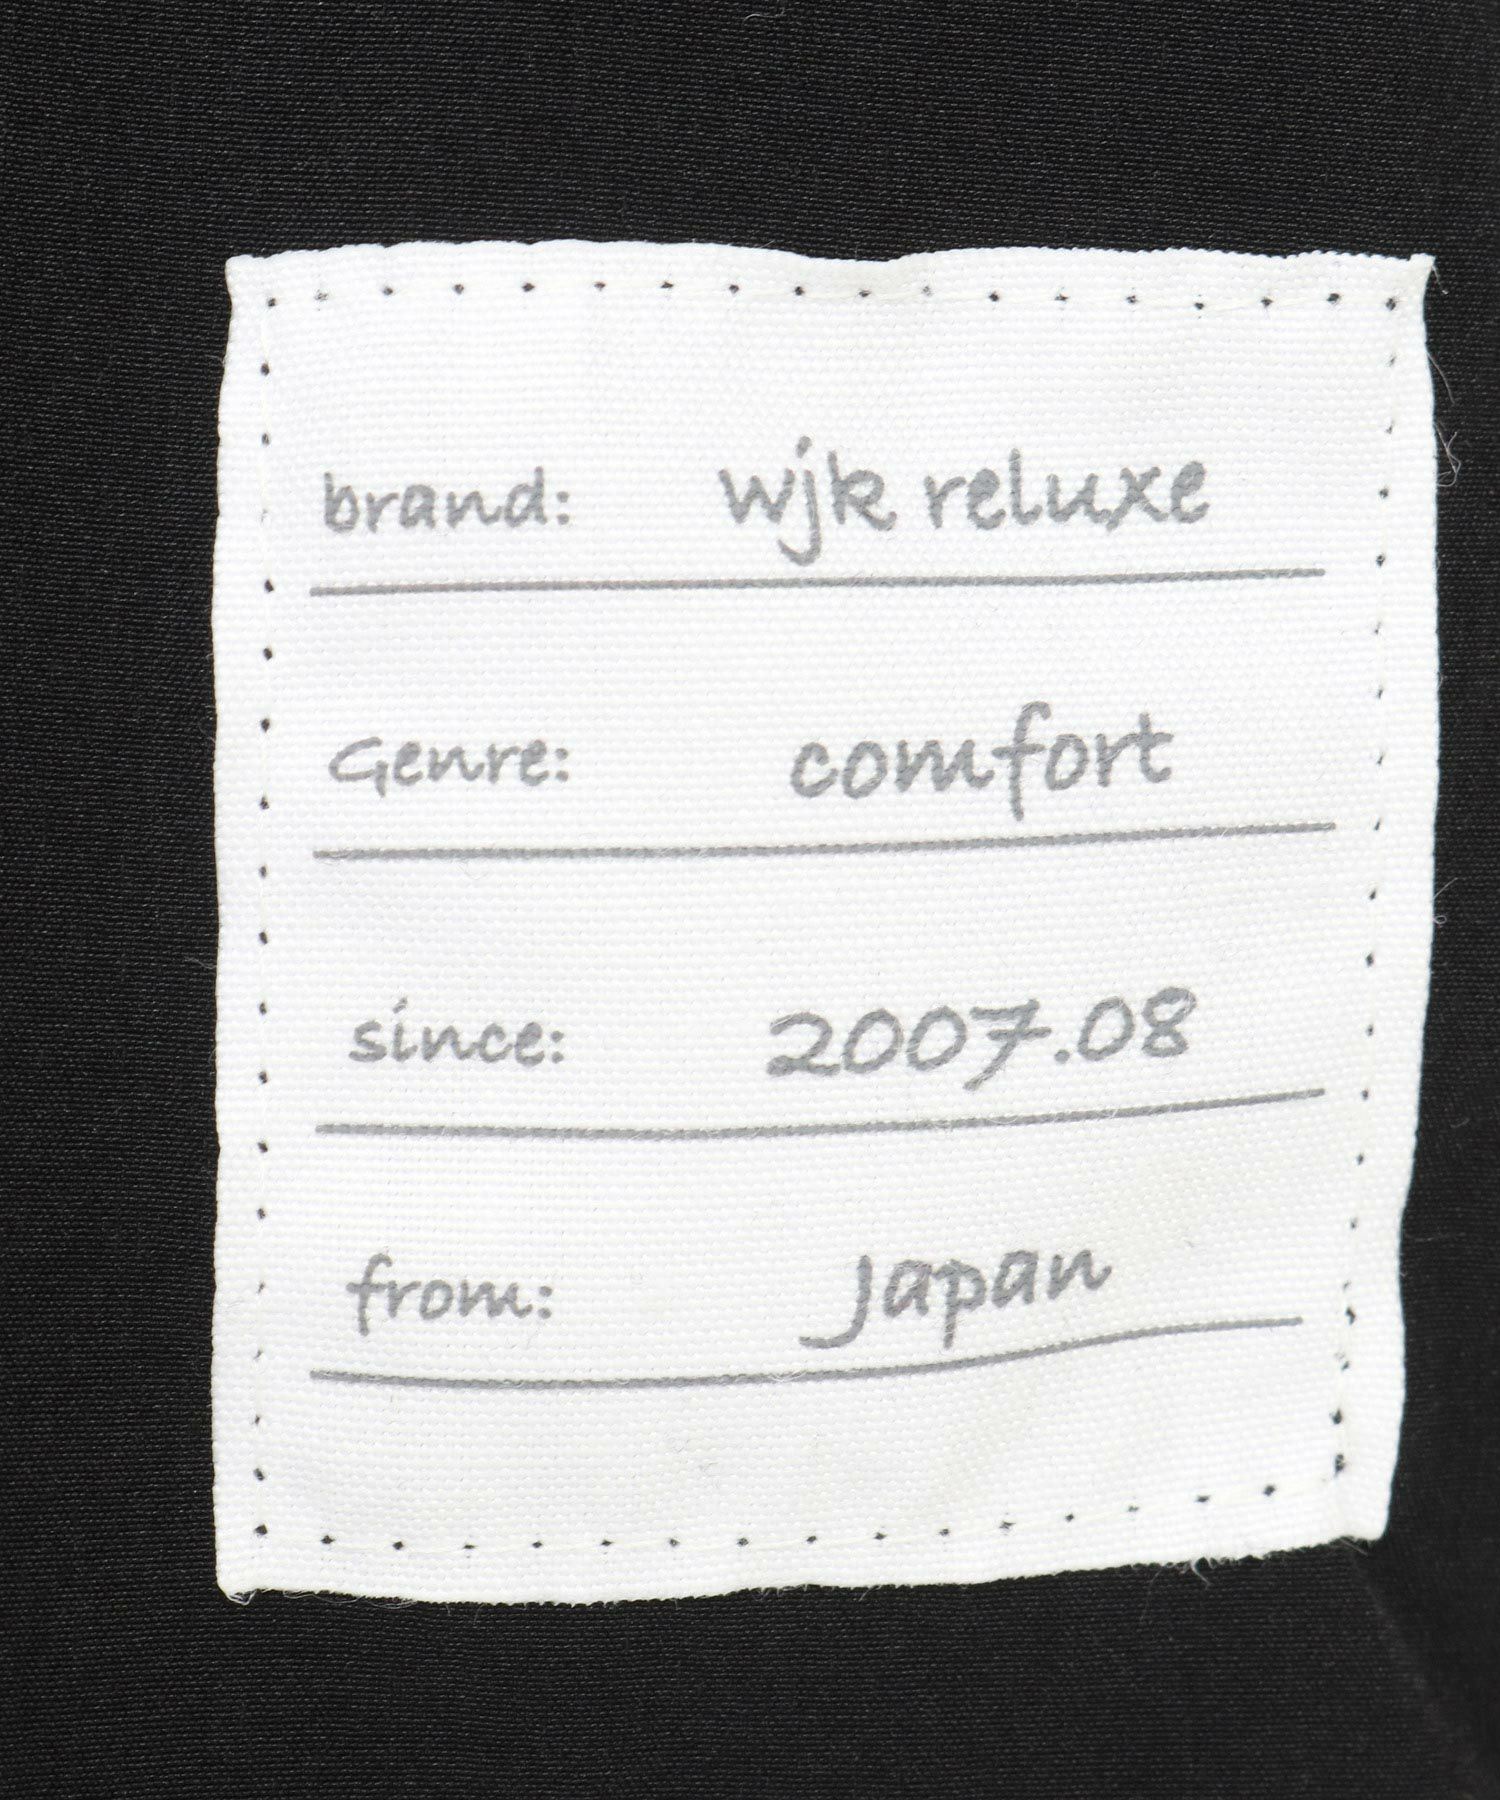 brand: wjk reluxe
Genre: comfort
since: 2007.08
from: Japan